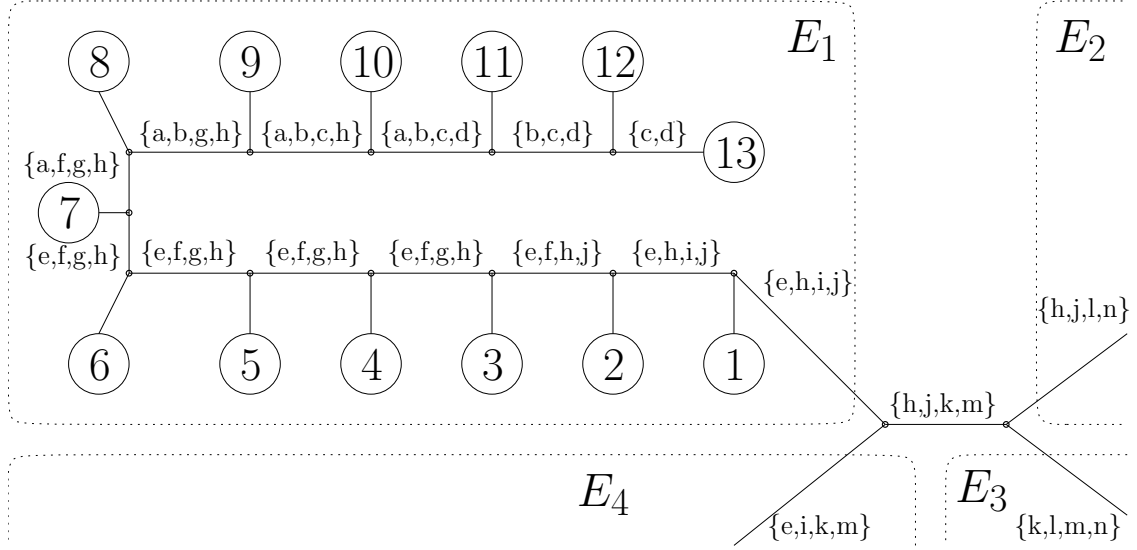 E1 E2
8 9 10 11 12
{a,b,g,h} {a,b,c,h} {a,b,c,d} {b,c,d} {c,d}
13
{a,f,g,h}
7
{e,f,g,h} {e,f,g,h} {e,f,g,h} {e,f,g,h} {e,f,h,j} {e,h,i,j}
{e,h,i,j}
{h,j,l,n}
6 5 4 3 2 1
{h,j,k,m}
E4 E3
{e,i,k,m} {k,l,m,n}